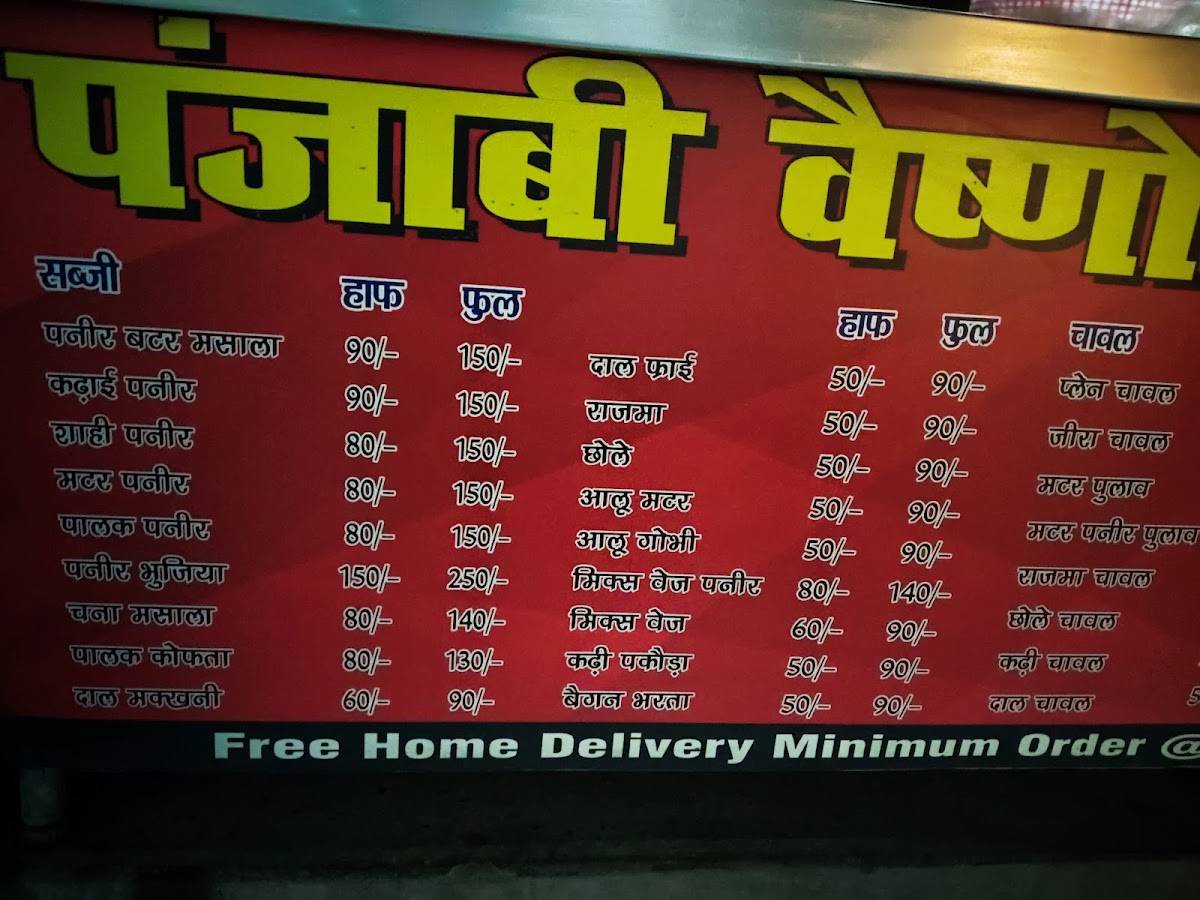 पंजाबी वैष्णो
सब्जी हाफ फुल
पनीर बटर मसाला 90/- 150/-
कढ़ाई पनीर 90/- 150/-
शाही पनीर 80/- 150/-
मटर पनीर 80/- 150/-
पालक पनीर 80/- 150/-
पनीर भुजिया 150/- 250/-
चना मसाला 80/- 140/-
पालक कोफता 80/- 130/-
दाल मक्खनी 60/- 90/-
हाफ फुल
दाल फ्राई 50/- 90/-
राजमा 50/- 90/-
छोले 50/- 90/-
आलू मटर 50/- 90/-
आलू गोभी 50/- 90/-
मिक्स वेज पनीर 80/- 140/-
मिक्स वेज 60/- 90/-
कढ़ी पकौड़ा 50/- 90/-
बैगन भरता 50/- 90/-
चावल
प्लेन चावल
जीरा चावल
मटर पुलाव
मटर पनीर पुलाव
राजमा चावल
छोले चावल
कढ़ी चावल
दाल चावल
Free Home Delivery Minimum Order @